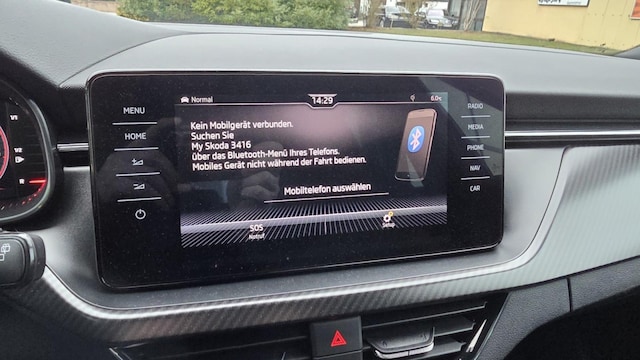 Normal
14:29
6.0°C
MENU
HOME
RADIO
MEDIA
PHONE
NAV
CAR
Kein Mobilgerät verbunden.
Suchen Sie
My Skoda 3416
über das Bluetooth-Menü Ihres Telefons.
Mobiles Gerät nicht während der Fahrt bedienen.
Mobiltelefon auswählen
SOS
Notruf
Setup